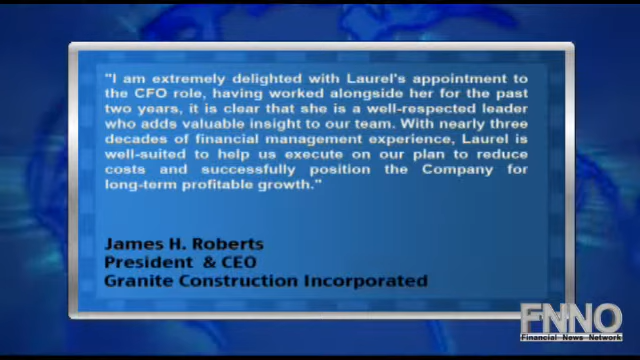 "I am extremely delighted with Laurel's appointment to
the CFO role, having worked alongside her for the past
two years, it is clear that she is a well-respected leader
who adds valuable insight to our team. With nearly three
decades of financial management experience, Laurel is
well-suited to help us execute on our plan to reduce
costs and successfully position the Company for
long-term profitable growth."
James H. Roberts
President & CEO
Granite Construction Incorporated
FNNO
Financial News Network